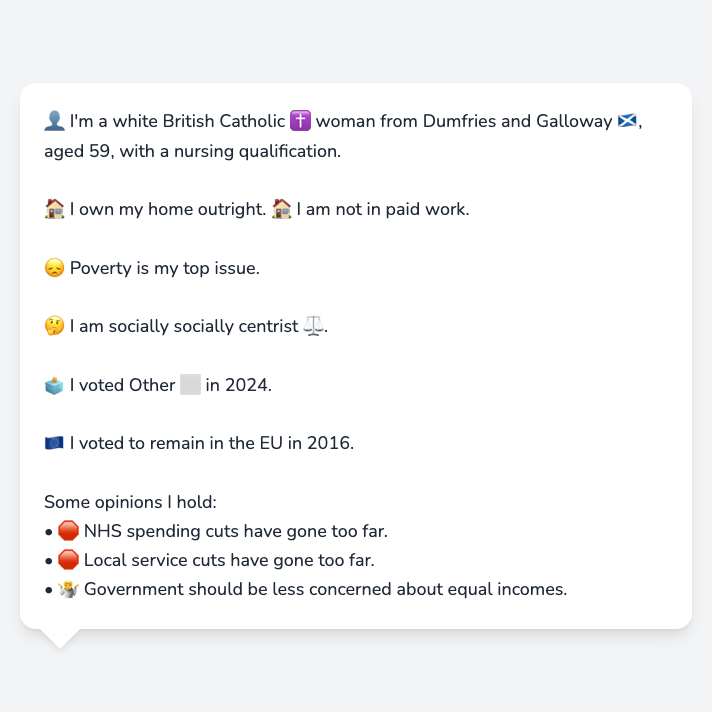 👤 I'm a white British Catholic ✝️ woman from Dumfries and Galloway 🏴󠁧󠁢󠁳󠁣󠁴󠁿,
aged 59, with a nursing qualification.
🏠 I own my home outright. 🏠 I am not in paid work.
😞 Poverty is my top issue.
🤔 I am socially socially centrist ⚖️.
🗳️ I voted Other ⬜ in 2024.
🇪🇺 I voted to remain in the EU in 2016.
Some opinions I hold:
• 🛑 NHS spending cuts have gone too far.
• 🛑 Local service cuts have gone too far.
• 🤷 Government should be less concerned about equal incomes.